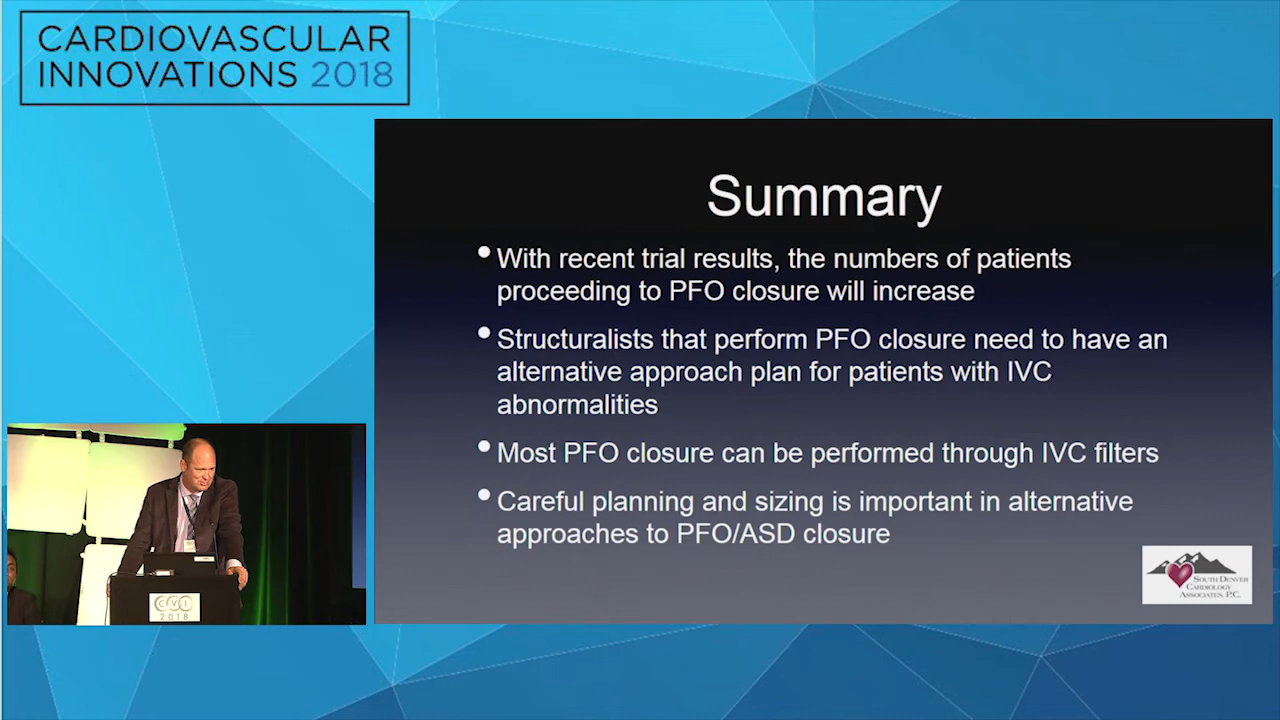 CARDIOVASCULAR
INNOVATIONS 2018
Summary
• With recent trial results, the numbers of patients
proceeding to PFO closure will increase
• Structuralists that perform PFO closure need to have an
alternative approach plan for patients with IVC
abnormalities
• Most PFO closure can be performed through IVC filters
• Careful planning and sizing is important in alternative
approaches to PFO/ASD closure
SOUTH DENVER
CARDIOLOGY
ASSOCIATES, P.C.
CVI
2018